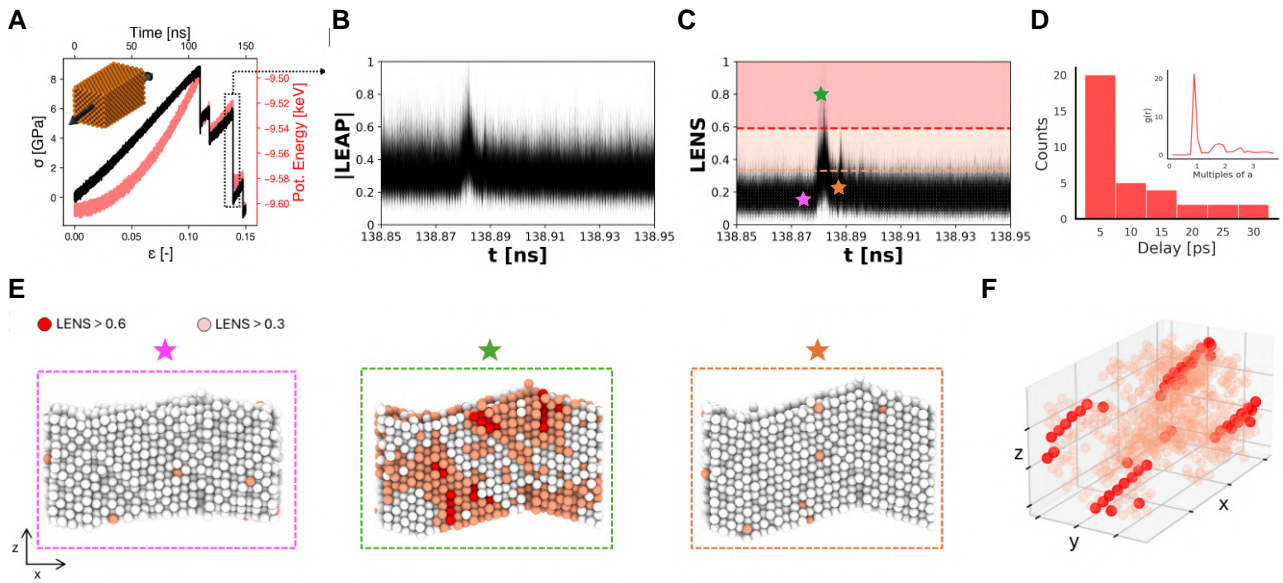 A
B
C
D
Time [ns]
0 50 100 150
σ [GPa]
8
6
4
2
0
−9.50
−9.52
−9.54
−9.56
−9.58
−9.60
Pot. Energy [keV]
0.00 0.05 0.10 0.15
ε [-]
|LEAP|
1
0.8
0.6
0.4
0.2
0
138.85 138.87 138.89 138.91 138.93 138.95
t [ns]
LENS
1
0.8
0.6
0.4
0.2
0
138.85 138.87 138.89 138.91 138.93 138.95
t [ns]
Counts
20
15
10
5
0
5 10 15 20 25 30
Delay [ps]
g(r)
20
10
0
0 1 2 3
Multiples of a
E
F
LENS > 0.6
LENS > 0.3
z
x
z
y
x